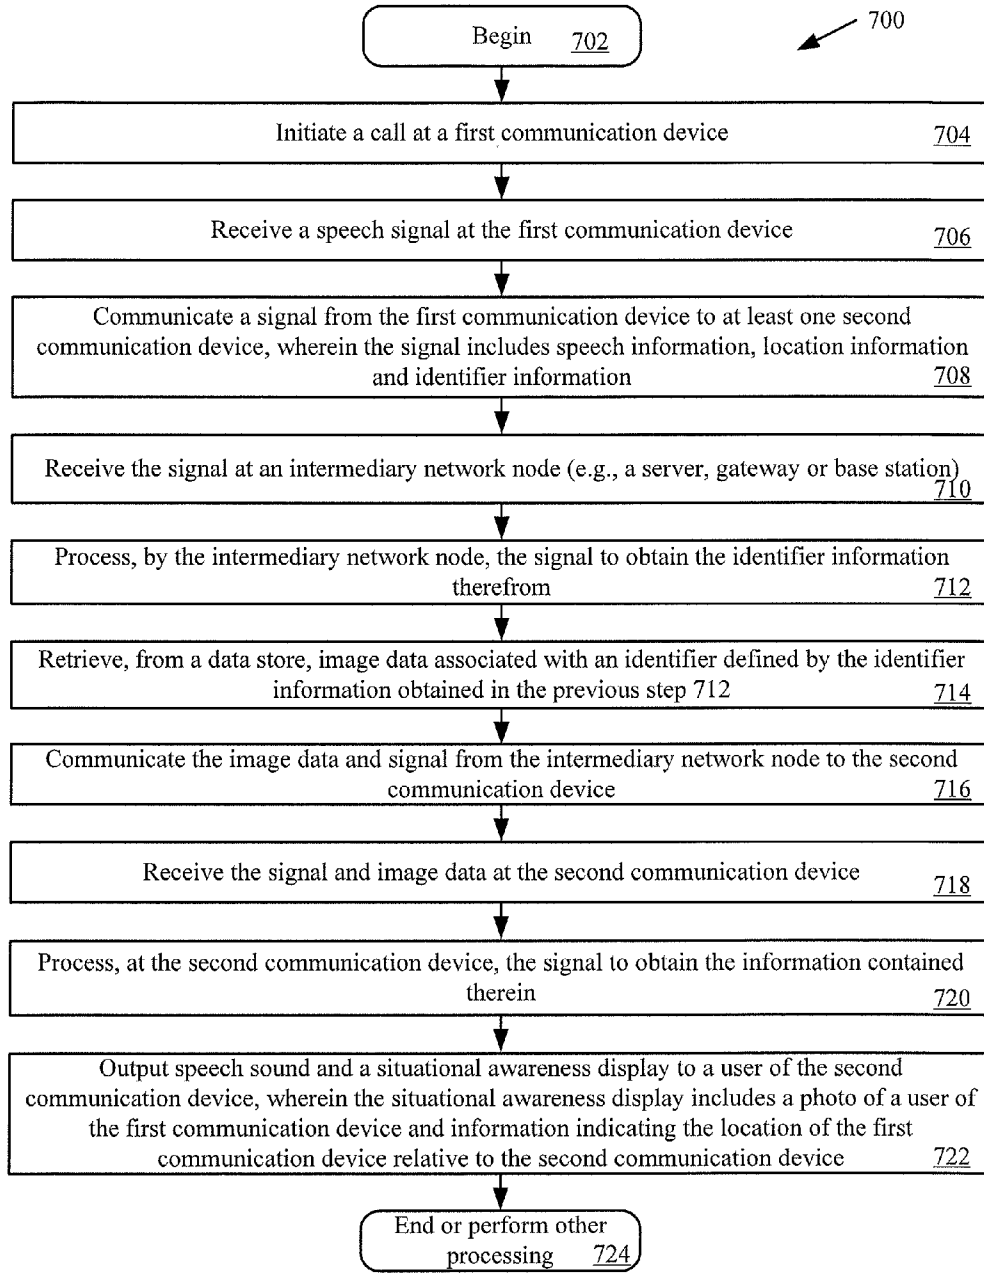 700
Begin 702
Initiate a call at a first communication device 704
Receive a speech signal at the first communication device 706
Communicate a signal from the first communication device to at least one second
communication device, wherein the signal includes speech information, location information
and identifier information 708
Receive the signal at an intermediary network node (e.g., a server, gateway or base station)
710
Process, by the intermediary network node, the signal to obtain the identifier information
therefrom 712
Retrieve, from a data store, image data associated with an identifier defined by the identifier
information obtained in the previous step 712 714
Communicate the image data and signal from the intermediary network node to the second
communication device 716
Receive the signal and image data at the second communication device 718
Process, at the second communication device, the signal to obtain the information contained
therein 720
Output speech sound and a situational awareness display to a user of the second
communication device, wherein the situational awareness display includes a photo of a user of
the first communication device and information indicating the location of the first
communication device relative to the second communication device 722
End or perform other
processing 724